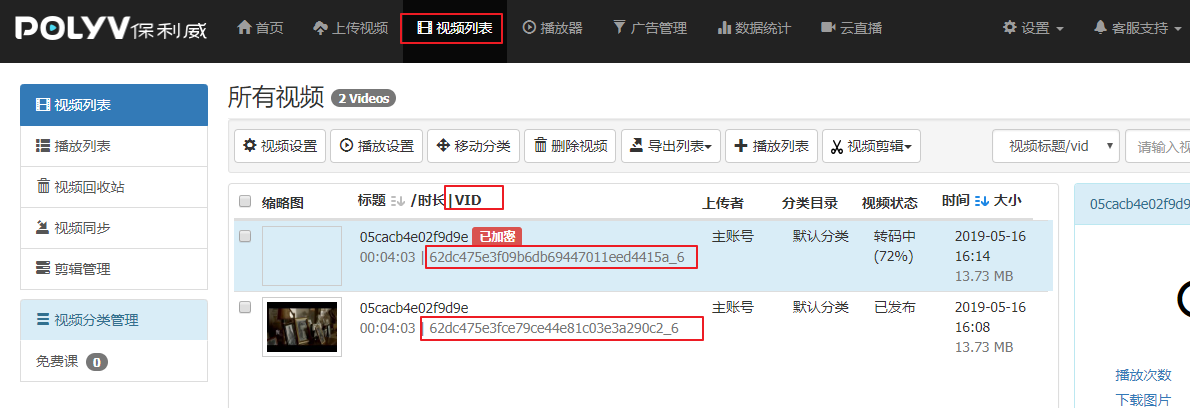 POLYV保利威 首页 上传视频 视频列表 播放器 广告管理 数据统计 云直播 设置 客服支持
视频列表
播放列表
视频回收站
视频同步
剪辑管理
视频分类管理
免费课 0
所有视频 2 Videos
视频设置 播放设置 移动分类 删除视频 导出列表 播放列表 视频剪辑 视频标题/vid 请输入视
缩略图 标题 /时长 |VID 上传者 分类目录 视频状态 时间 大小
05cacb4e02f9d9e 已加密 主账号 默认分类 转码中 2019-05-16
00:04:03 | 62dc475e3f09b6db69447011eed4415a_6 (72%) 16:14
13.73 MB
05cacb4e02f9d9e 主账号 默认分类 已发布 2019-05-16
00:04:03 | 62dc475e3fce79ce44e81c03e3a290c2_6 16:08
13.73 MB
05cacb4e02f9d9
播放次数
下载图片